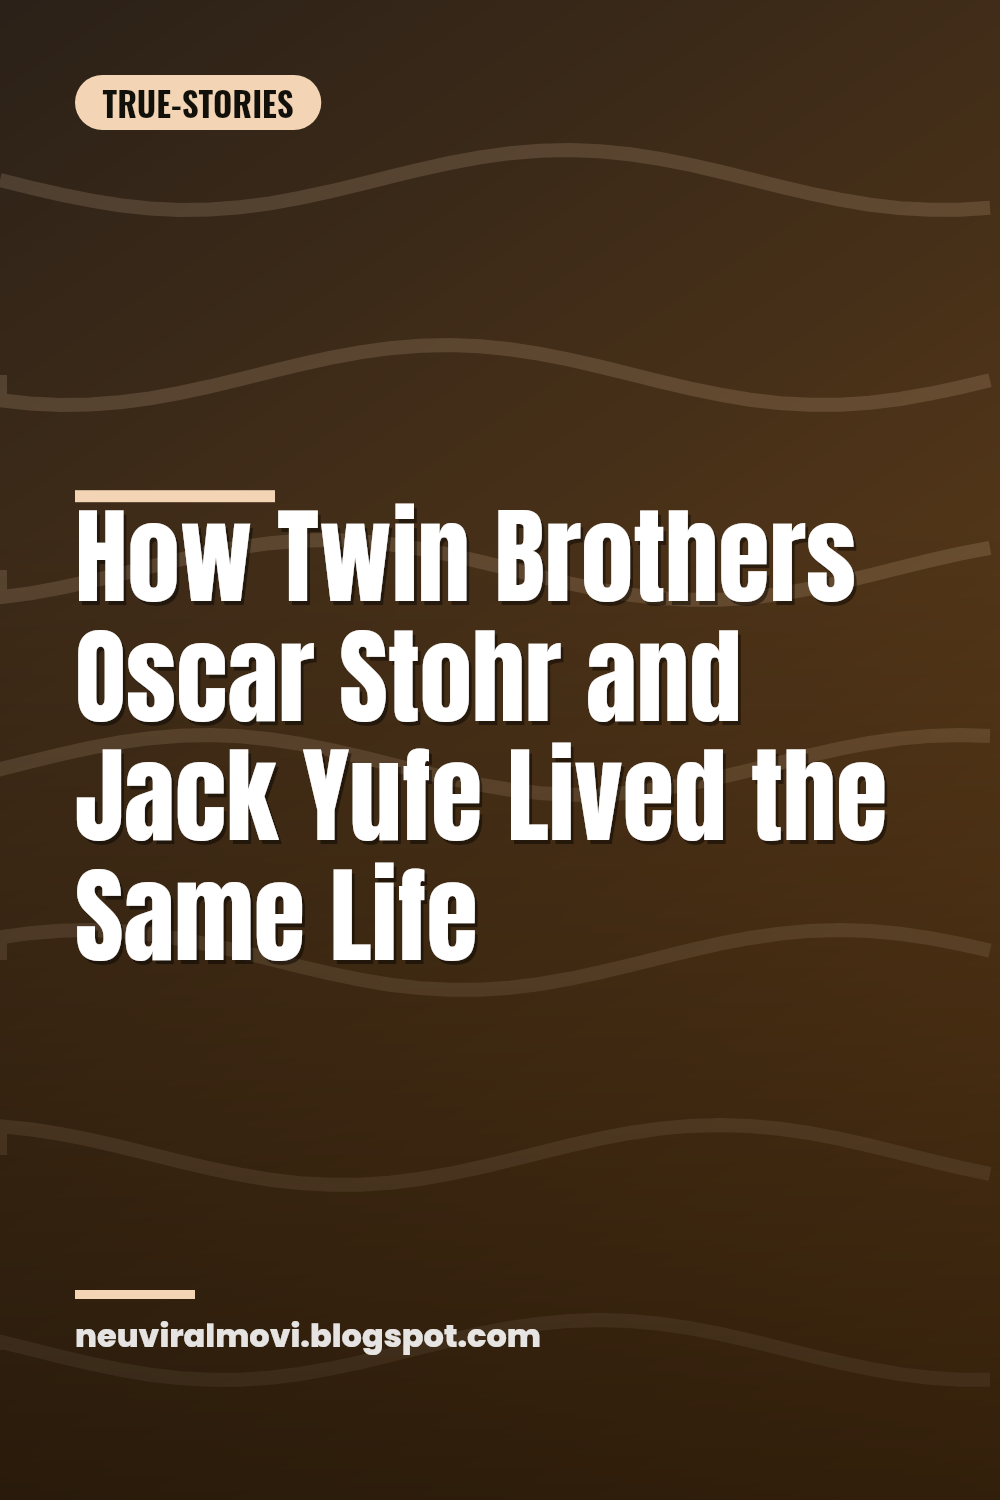 TRUE-STORIES
How Twin Brothers
Oscar Stohr and
Jack Yufe Lived the
Same Life
neuviralmovi.blogspot.com